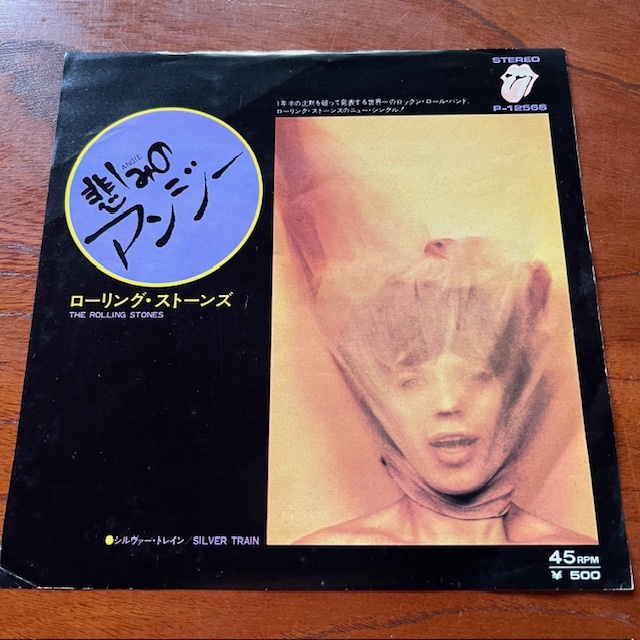 STEREO
P-1256S
1年半の沈黙を破って発表する世界一のロックン・ロール・バンド、
ローリング・ストーンズのニュー・シングル!
ANGIE
悲しみの
アンジー
ローリング・ストーンズ
THE ROLLING STONES
シルヴァー・トレイン/SILVER TRAIN
45RPM
¥ 500